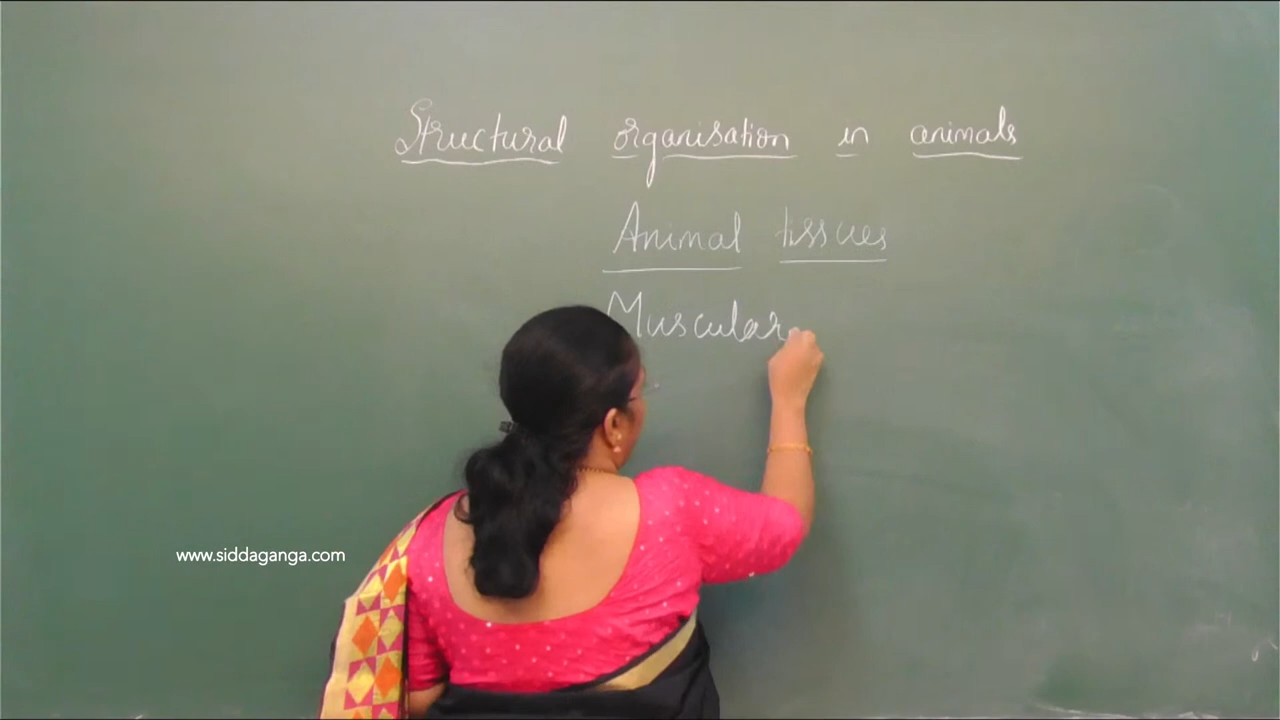 Structural organisation in animals
Animal tissues
Muscular
www.siddaganga.com